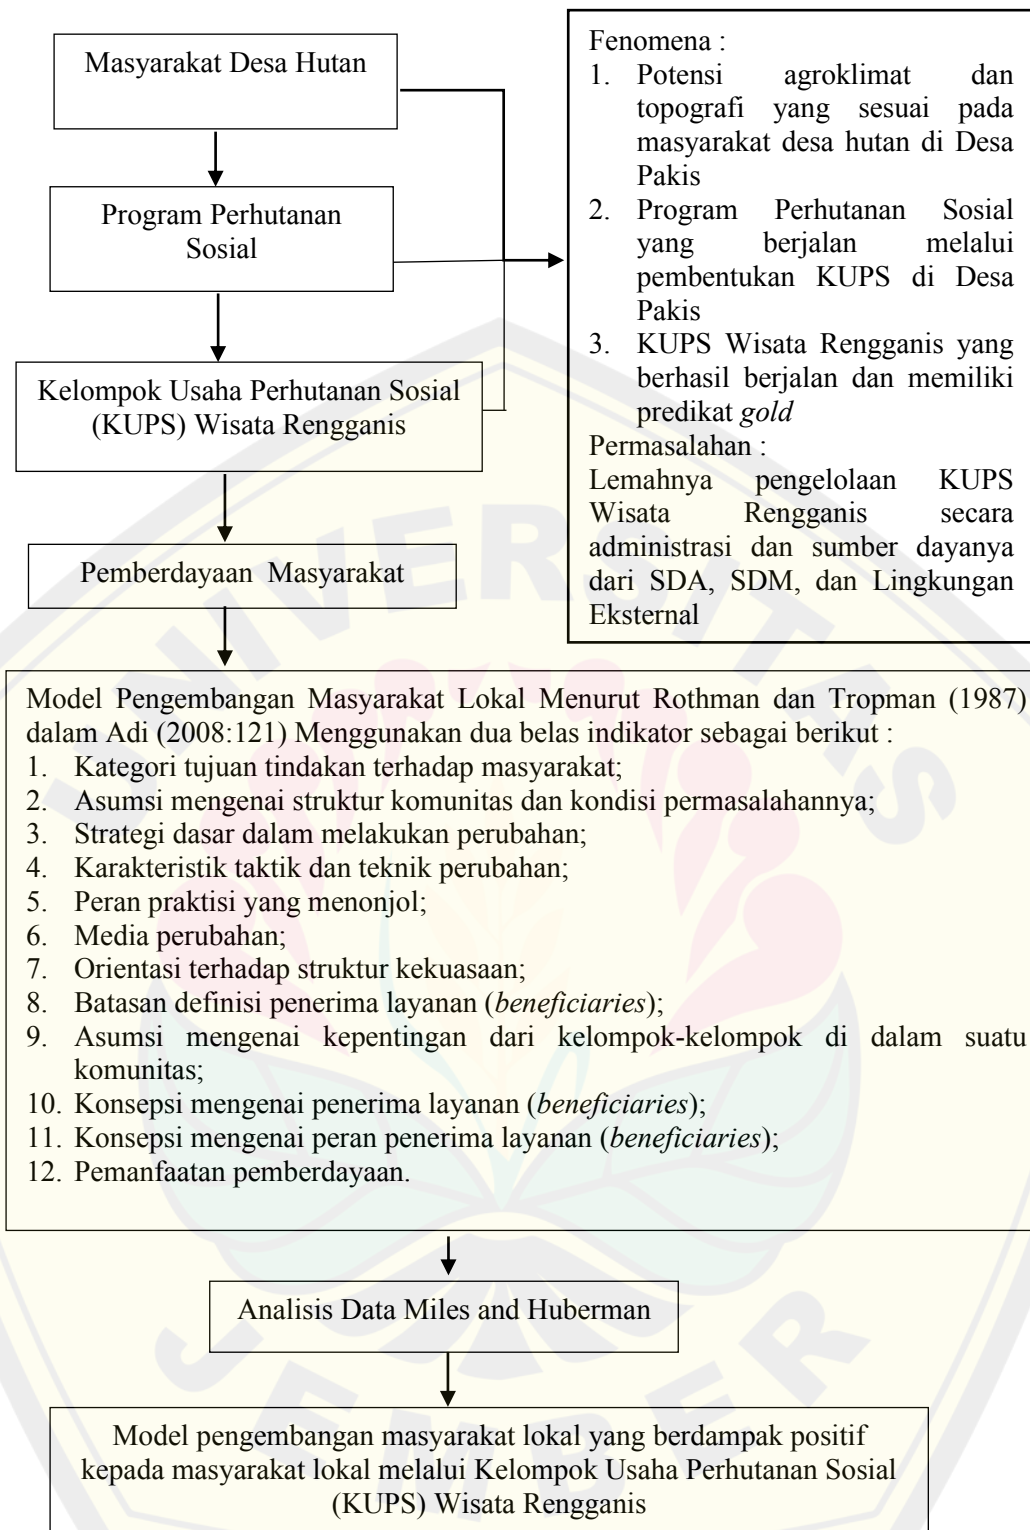 Masyarakat Desa Hutan
Program Perhutanan
Sosial
Kelompok Usaha Perhutanan Sosial
(KUPS) Wisata Rengganis
Pemberdayaan Masyarakat
Fenomena :
1. Potensi agroklimat dan
topografi yang sesuai pada
masyarakat desa hutan di Desa
Pakis
2. Program Perhutanan Sosial
yang berjalan melalui
pembentukan KUPS di Desa
Pakis
3. KUPS Wisata Rengganis yang
berhasil berjalan dan memiliki
predikat gold
Permasalahan :
Lemahnya pengelolaan KUPS
Wisata Rengganis secara
administrasi dan sumber dayanya
dari SDA, SDM, dan Lingkungan
Eksternal
Model Pengembangan Masyarakat Lokal Menurut Rothman dan Tropman (1987)
dalam Adi (2008:121) Menggunakan dua belas indikator sebagai berikut :
1. Kategori tujuan tindakan terhadap masyarakat;
2. Asumsi mengenai struktur komunitas dan kondisi permasalahannya;
3. Strategi dasar dalam melakukan perubahan;
4. Karakteristik taktik dan teknik perubahan;
5. Peran praktisi yang menonjol;
6. Media perubahan;
7. Orientasi terhadap struktur kekuasaan;
8. Batasan definisi penerima layanan (beneficiaries);
9. Asumsi mengenai kepentingan dari kelompok-kelompok di dalam suatu
komunitas;
10. Konsepsi mengenai penerima layanan (beneficiaries);
11. Konsepsi mengenai peran penerima layanan (beneficiaries);
12. Pemanfaatan pemberdayaan.
Analisis Data Miles and Huberman
Model pengembangan masyarakat lokal yang berdampak positif
kepada masyarakat lokal melalui Kelompok Usaha Perhutanan Sosial
(KUPS) Wisata Rengganis
UNIVERSITAS
JEMBER